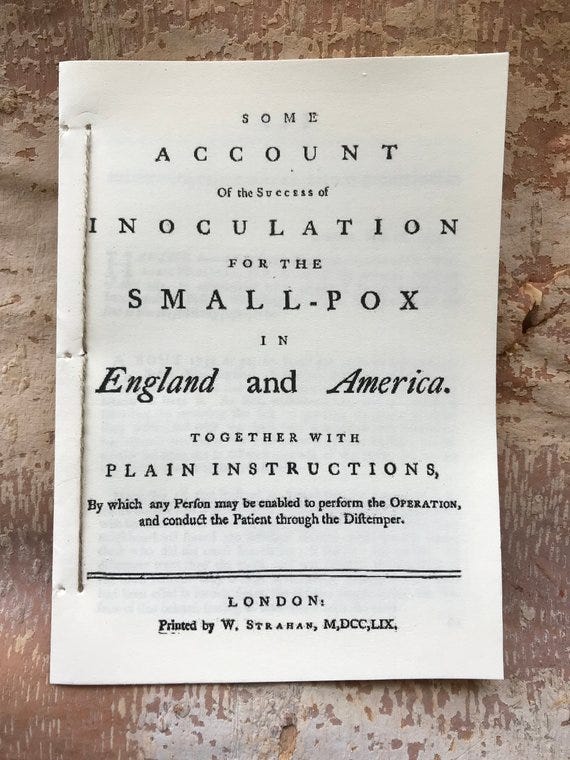 SOME
ACCOUNT
Of the SUCCESS of
INOCULATION
FOR THE
SMALL-POX
IN
England and America.
TOGETHER WITH
PLAIN INSTRUCTIONS,
By which any Perſon may be enabled to perform the OPERATION,
and conduct the Patient through the Diſtemper.
LONDON:
Printed by W. STRAHAN, M,DCC,LIX.